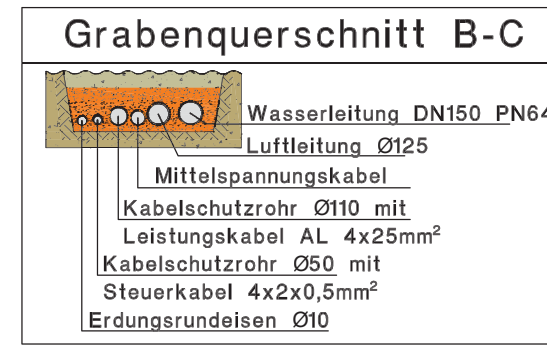 Grabenquerschnitt B-C
Wasserleitung DN150 PN64
Luftleitung Ø125
Mittelspannungskabel
Kabelschutzrohr Ø110 mit
Leistungskabel AL 4x25mm²
Kabelschutzrohr Ø50 mit
Steuerkabel 4x2x0,5mm²
Erdungsrundeisen Ø10